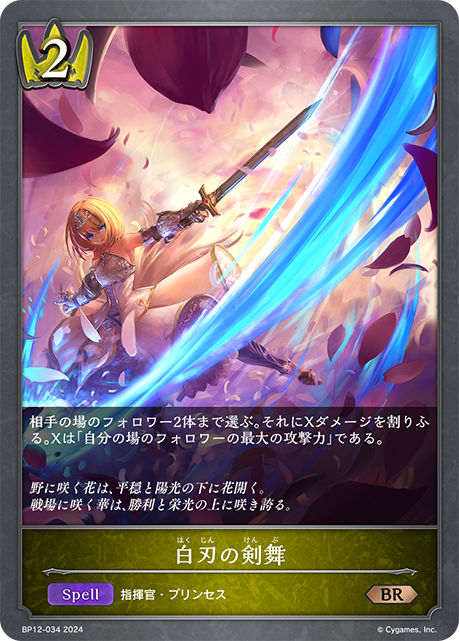 2
相手の場のフォロワー2体まで選ぶ。それにXダメージを割りふ
る。Xは「自分の場のフォロワーの最大の攻撃力」である。
野に咲く花は、平穏と陽光の下に花開く。
戦場に咲く華は、勝利と栄光の上に咲き誇る。
はくじん けんぶ
白刃の剣舞
Spell 指揮官・プリンセス BR
BP12-034 2024 © Cygames, Inc.